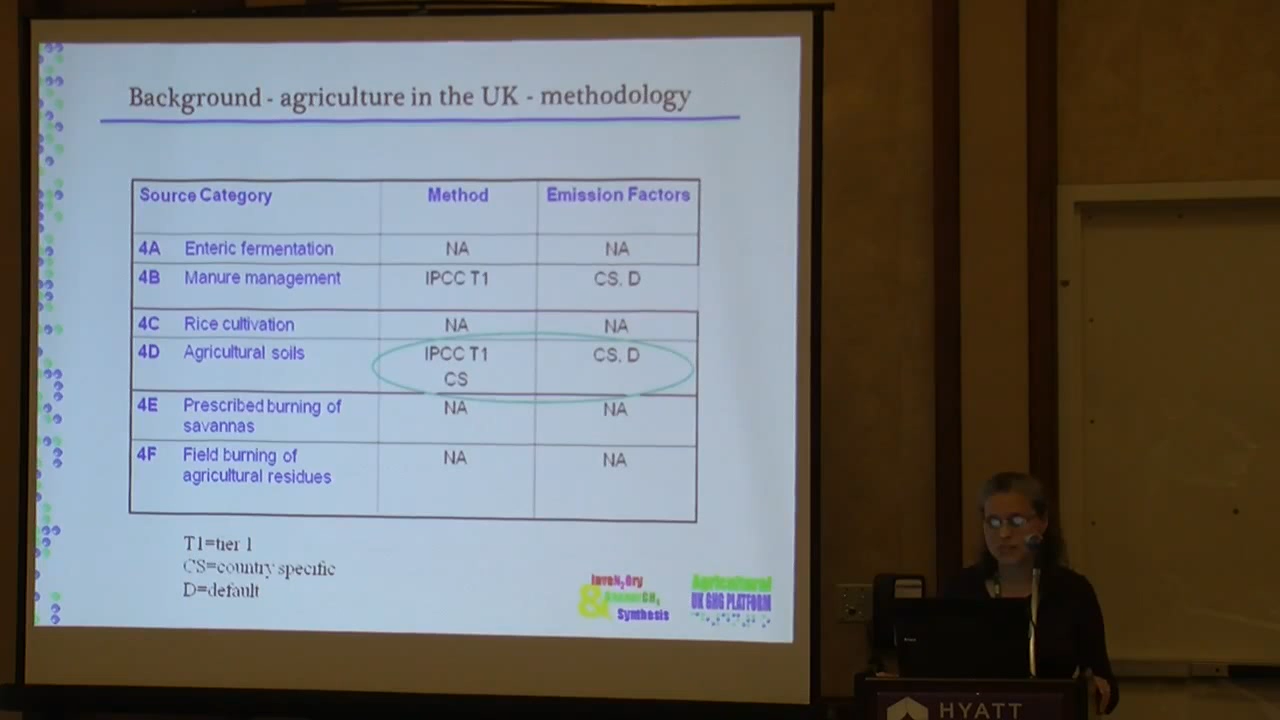 Background - agriculture in the UK - methodology
Source Category Method Emission Factors
4A Enteric fermentation NA NA
4B Manure management IPCC T1 CS, D
4C Rice cultivation NA NA
4D Agricultural soils IPCC T1 CS, D
CS
4E Prescribed burning of NA NA
savannas
4F Field burning of NA NA
agricultural residues
T1=tier 1
CS=country specific
D=default
InveN₂Ory
&
CH₄
Synthesis
Agricultural
UK GHG PLATFORM
HYATT